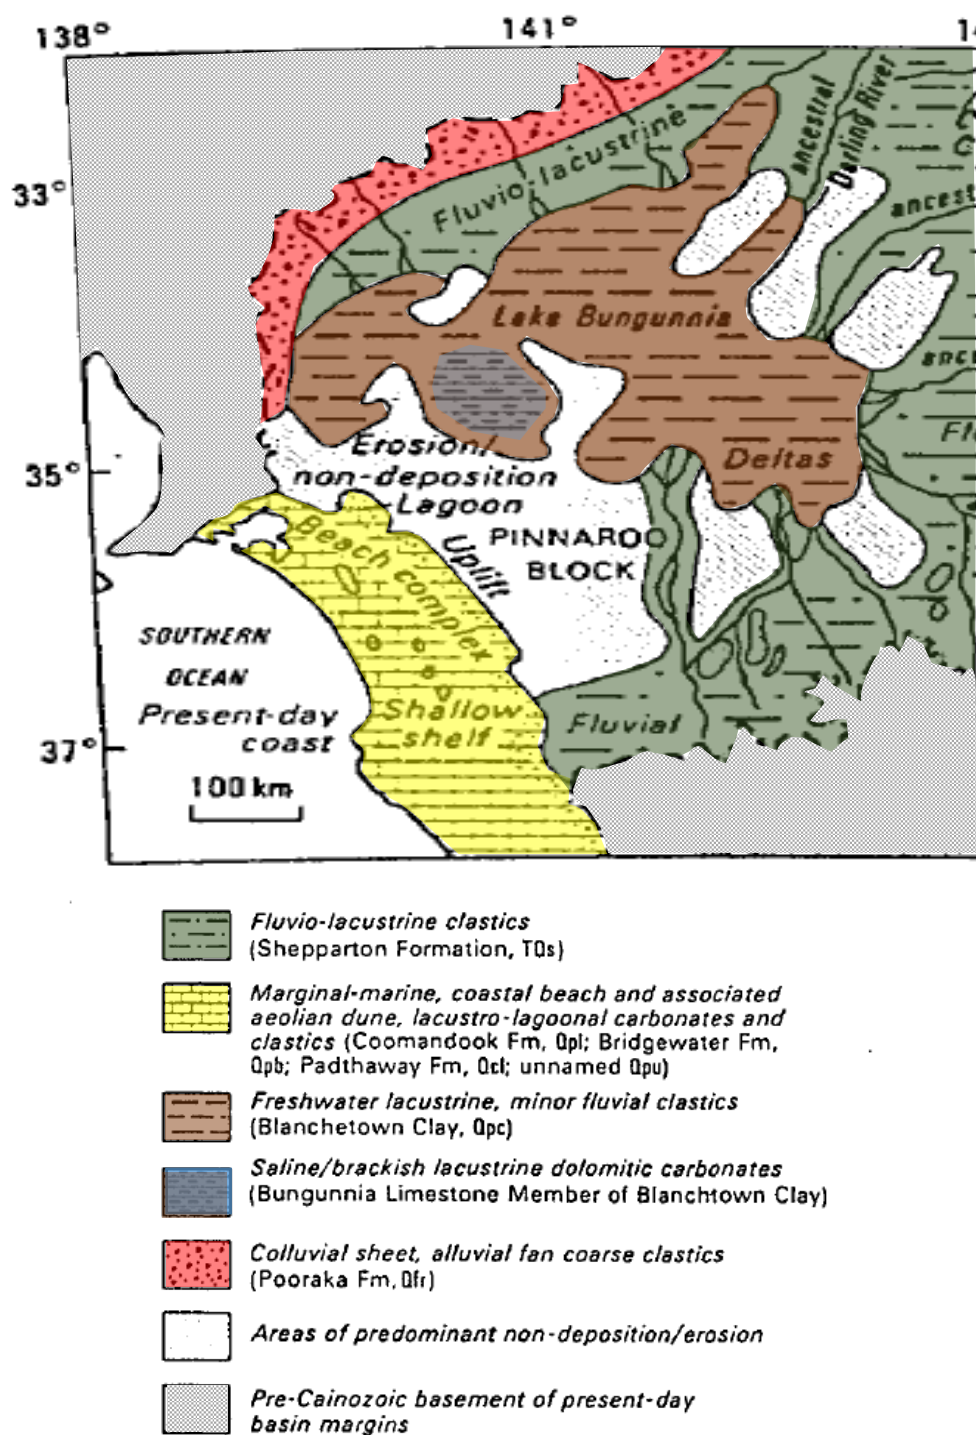 138° 141° 14
33°
35°
37°
Fluvio-lacustrine
ancestral
Darling River
ancest
Lake Bungunnia
anc
Flu
Erosion/
non-deposition
Lagoon
Deltas
PINNAROO
BLOCK
Uplift
Beach complex
SOUTHERN
OCEAN
Present-day
coast
Shallow
shelf
Fluvial
100 km
Fluvio-lacustrine clastics
(Shepparton Formation, TQs)
Marginal-marine, coastal beach and associated
aeolian dune, lacustro-lagoonal carbonates and
clastics (Coomandook Fm, Qpl; Bridgewater Fm,
Qpb; Padthaway Fm, Qcl; unnamed Qpu)
Freshwater lacustrine, minor fluvial clastics
(Blanchetown Clay, Qpc)
Saline/brackish lacustrine dolomitic carbonates
(Bungunnia Limestone Member of Blanchtown Clay)
Colluvial sheet, alluvial fan coarse clastics
(Pooraka Fm, Qfr)
Areas of predominant non-deposition/erosion
Pre-Cainozoic basement of present-day
basin margins